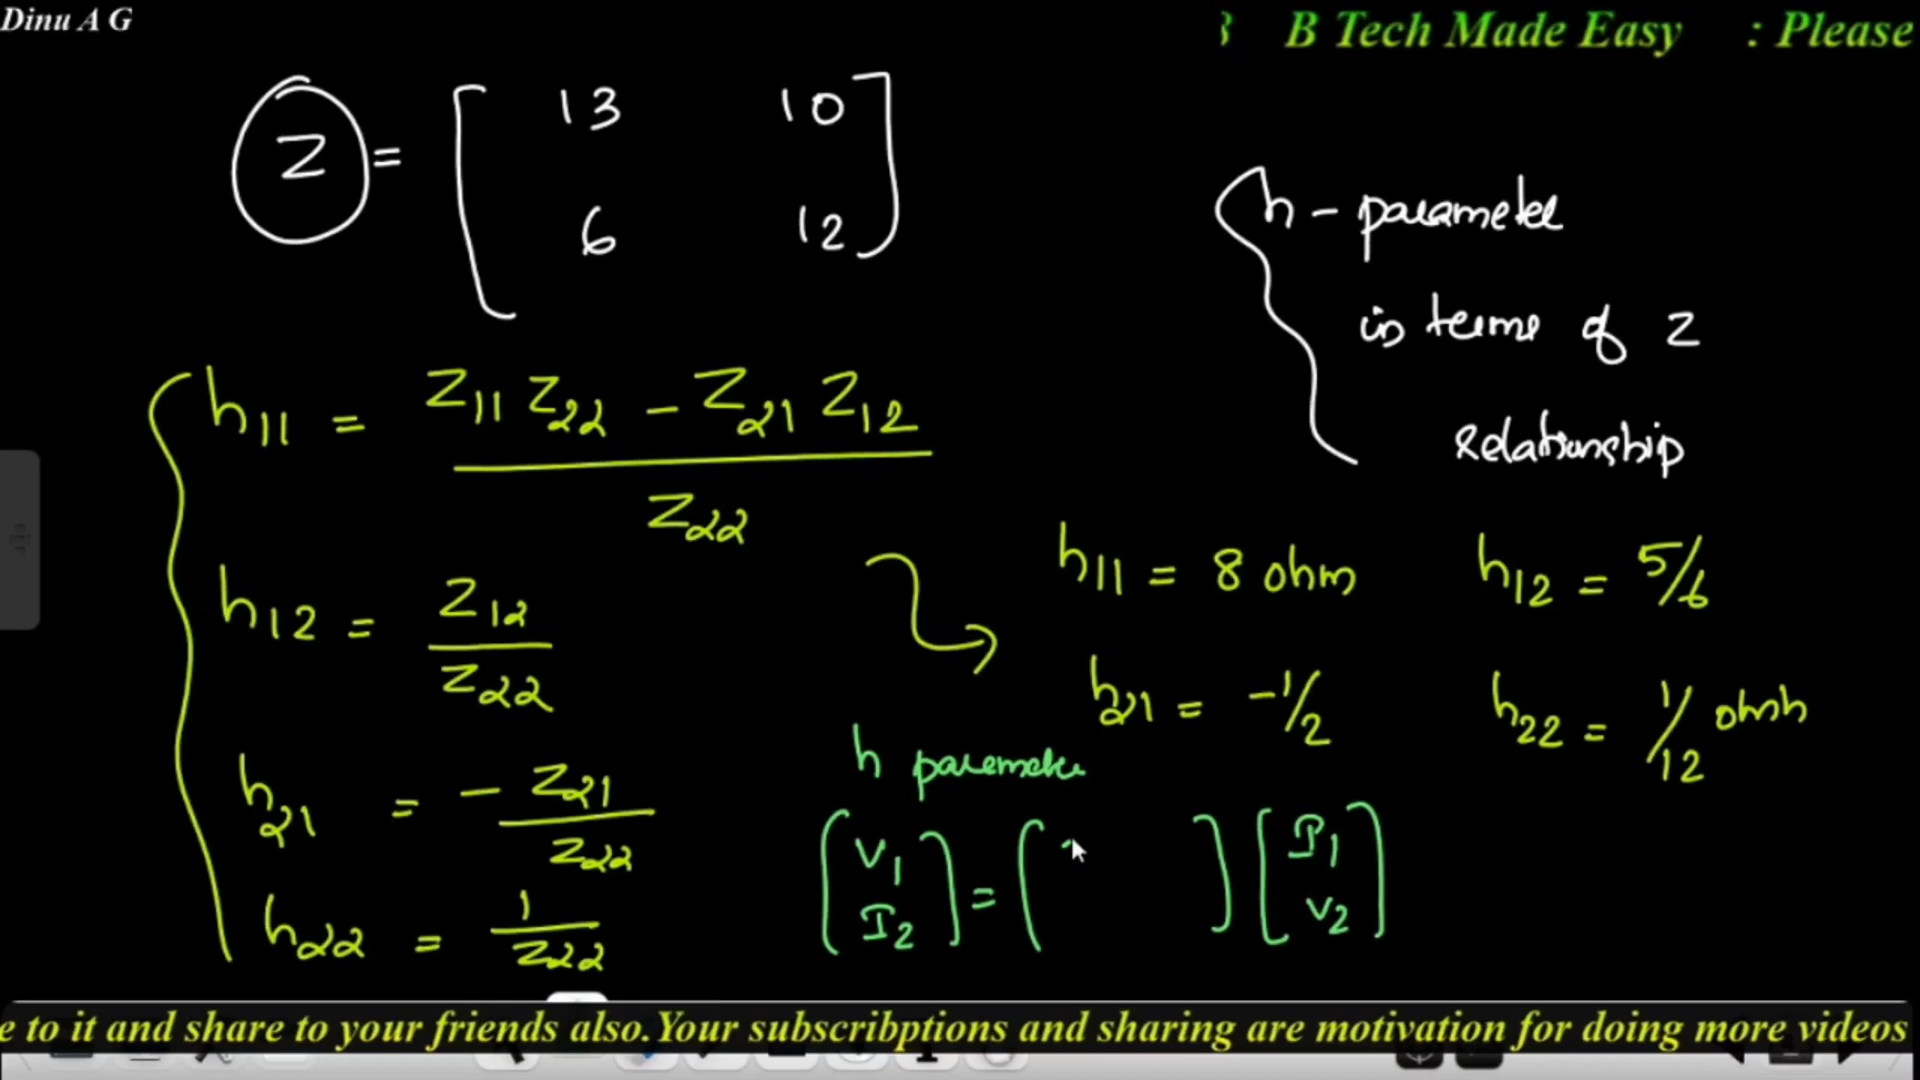 Dinu A G
B Tech Made Easy : Please
Z = [ 13 10
6 12 ]
h - parameter
in terms of Z
relationship
h11 = Z11 Z22 - Z21 Z12 / Z22
h12 = Z12 / Z22
h21 = - Z21 / Z22
h22 = 1 / Z22
h11 = 8 ohm h12 = 5/6
h21 = -1/2 h22 = 1/12 ohm
h parameter
[ V1 I2 ] = [ ] [ I1 V2 ]
e to it and share to your friends also. Your subscribptions and sharing are motivation for doing more videos